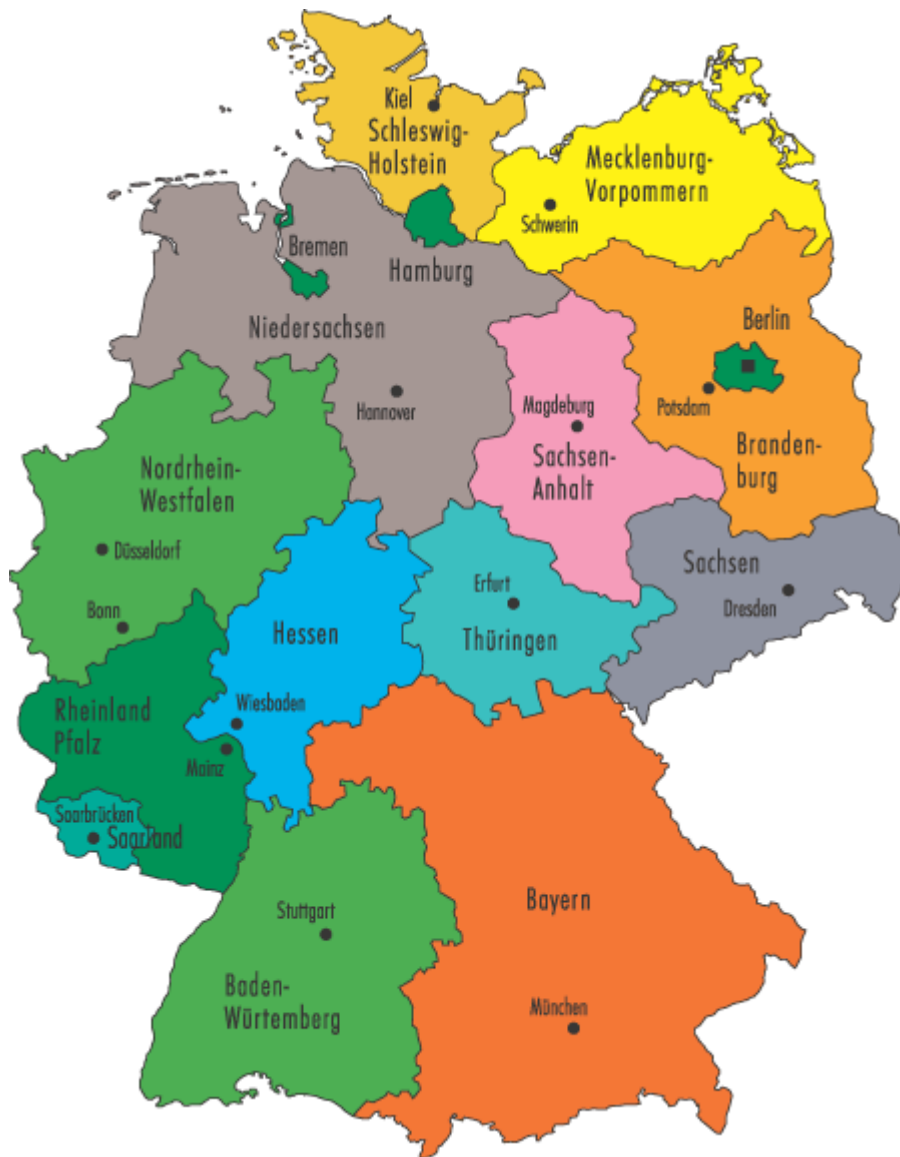 Kiel
Schleswig-
Holstein
Mecklenburg-
Vorpommern
Schwerin
Bremen
Hamburg
Niedersachsen
Berlin
Hannover
Magdeburg
Potsdam
Sachsen-
Anhalt
Branden-
burg
Nordrhein-
Westfalen
Düsseldorf
Bonn
Hessen
Erfurt
Thüringen
Sachsen
Dresden
Rheinland
Pfalz
Wiesbaden
Mainz
Saarbrücken
Saarland
Bayern
Stuttgart
Baden-
Würtemberg
München